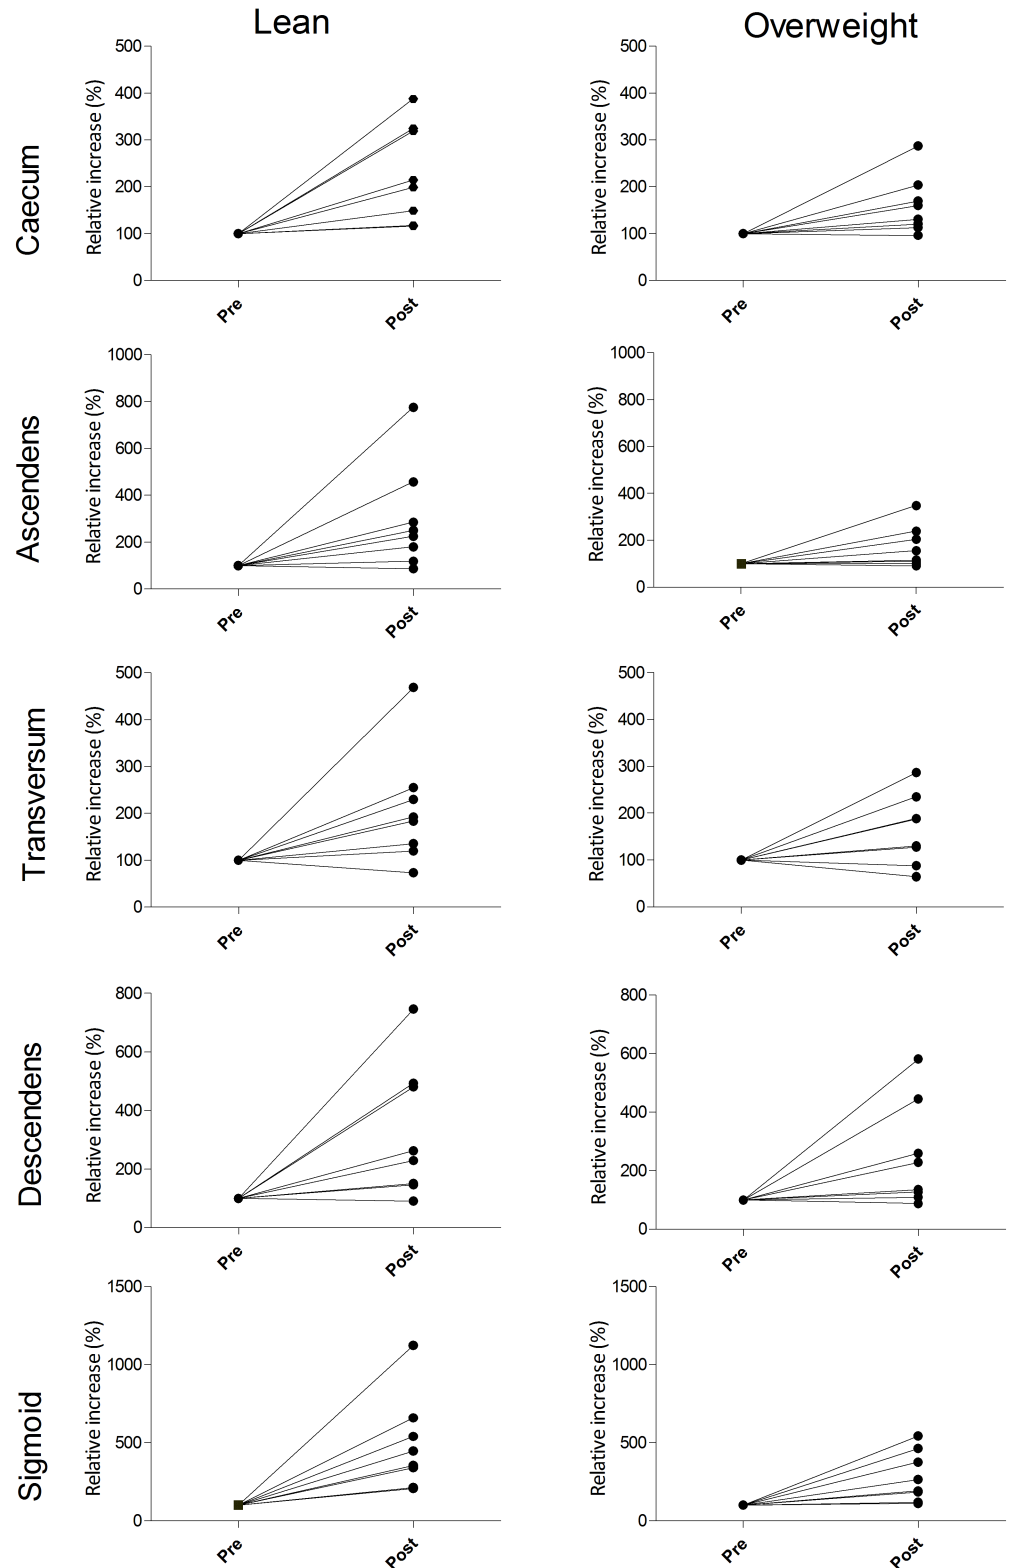 Lean
Overweight
Caecum
Relative increase (%)
500
400
300
200
100
0
Pre
Post
Relative increase (%)
500
400
300
200
100
0
Pre
Post
Ascendens
Relative increase (%)
1000
800
600
400
200
0
Pre
Post
Relative increase (%)
1000
800
600
400
200
0
Pre
Post
Transversum
Relative increase (%)
500
400
300
200
100
0
Pre
Post
Relative increase (%)
500
400
300
200
100
0
Pre
Post
Descendens
Relative increase (%)
800
600
400
200
0
Pre
Post
Relative increase (%)
800
600
400
200
0
Pre
Post
Sigmoid
Relative increase (%)
1500
1000
500
0
Pre
Post
Relative increase (%)
1500
1000
500
0
Pre
Post